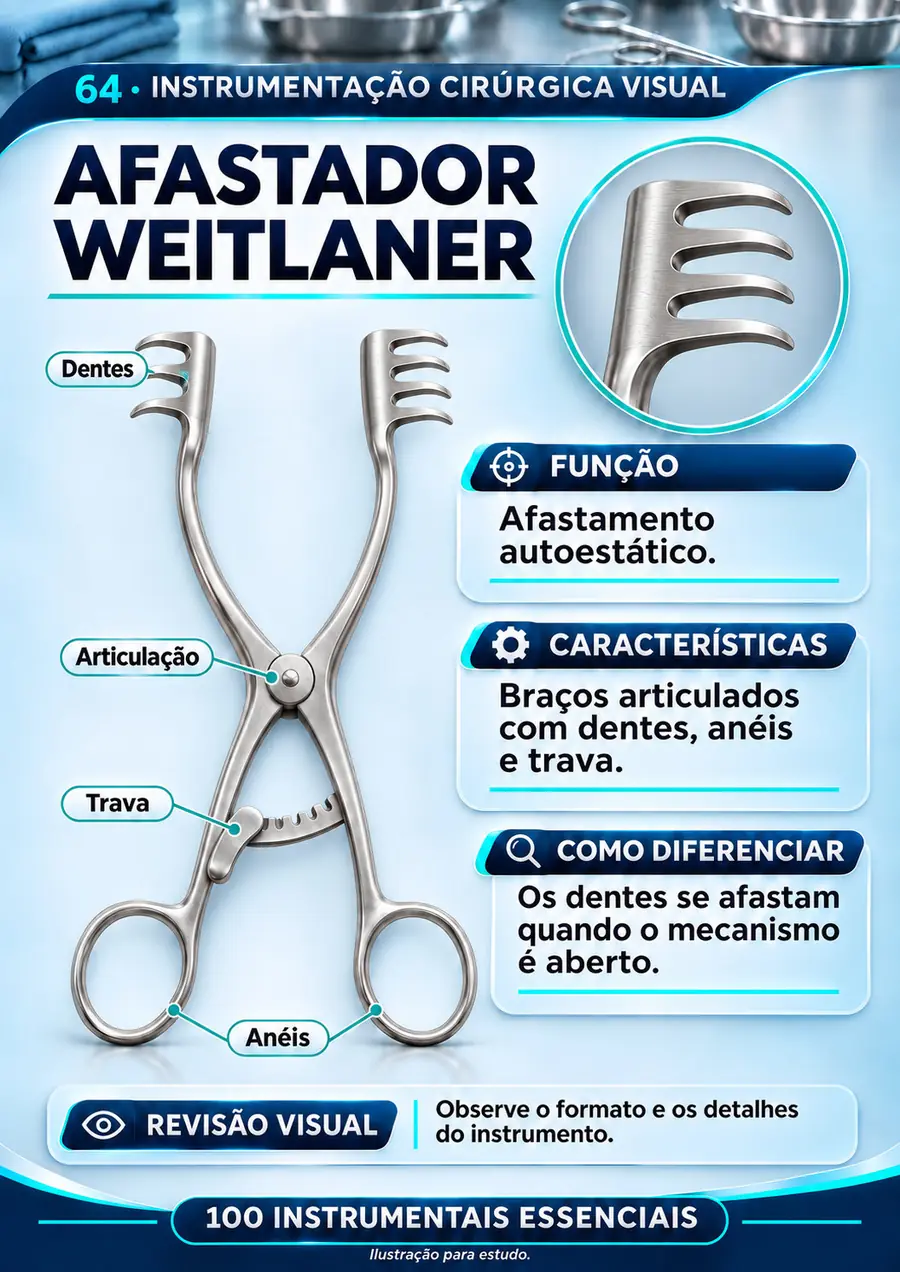 64 · INSTRUMENTAÇÃO CIRÚRGICA VISUAL
AFASTADOR
WEITLANER
Dentes
Articulação
Trava
Anéis
FUNÇÃO
Afastamento
autoestático.
CARACTERÍSTICAS
Braços articulados
com dentes, anéis
e trava.
COMO DIFERENCIAR
Os dentes se afastam
quando o mecanismo
é aberto.
REVISÃO VISUAL
Observe o formato e os detalhes
do instrumento.
100 INSTRUMENTAIS ESSENCIAIS
Ilustração para estudo.